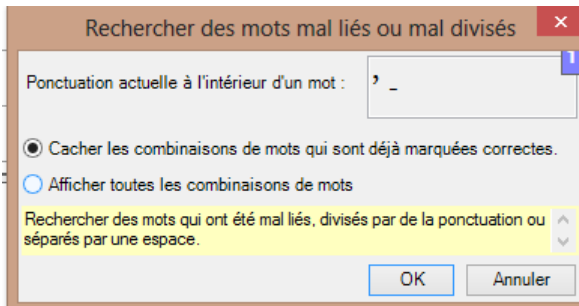 Rechercher des mots mal liés ou mal divisés
Ponctuation actuelle à l'intérieur d'un mot : ’ -
1
Cacher les combinaisons de mots qui sont déjà marquées correctes.
Afficher toutes les combinaisons de mots
Rechercher des mots qui ont été mal liés, divisés par de la ponctuation ou
séparés par une espace.
OK Annuler